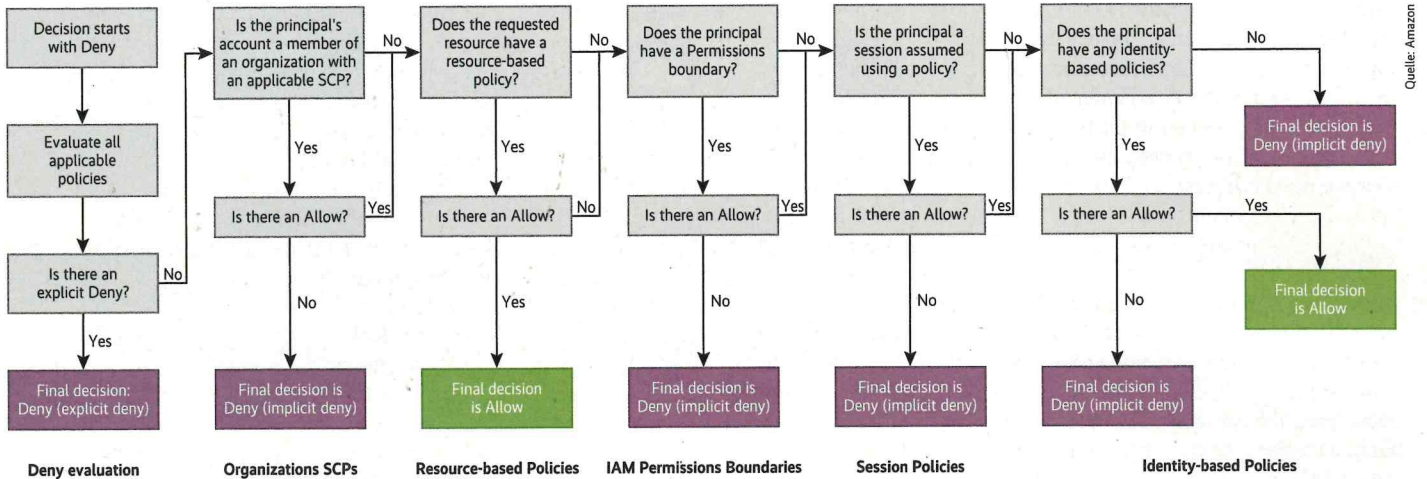 Decision starts
with Deny
Evaluate all
applicable
policies
Is there an
explicit Deny?
No
Yes
Final decision:
Deny (explicit deny)
Deny evaluation
Is the principal's
account a member of
an organization with
an applicable SCP?
No
Yes
Is there an Allow?
Yes
No
Final decision is
Deny (implicit deny)
Organizations SCPs
Does the requested
resource have a
resource-based
policy?
No
Yes
Is there an Allow?
No
Yes
Final decision
is Allow
Resource-based Policies
Does the principal
have a Permissions
boundary?
No
Yes
Is there an Allow?
Yes
No
Final decision is
Deny (implicit deny)
IAM Permissions Boundaries
Is the principal a
session assumed
using a policy?
No
Yes
Is there an Allow?
Yes
No
Final decision is
Deny (implicit deny)
Session Policies
Does the principal
have any identity-
based policies?
No
Final decision is
Deny (implicit deny)
Yes
Is there an Allow?
Yes
Final decision
is Allow
No
Final decision is
Deny (implicit deny)
Identity-based Policies
Quelle: Amazon